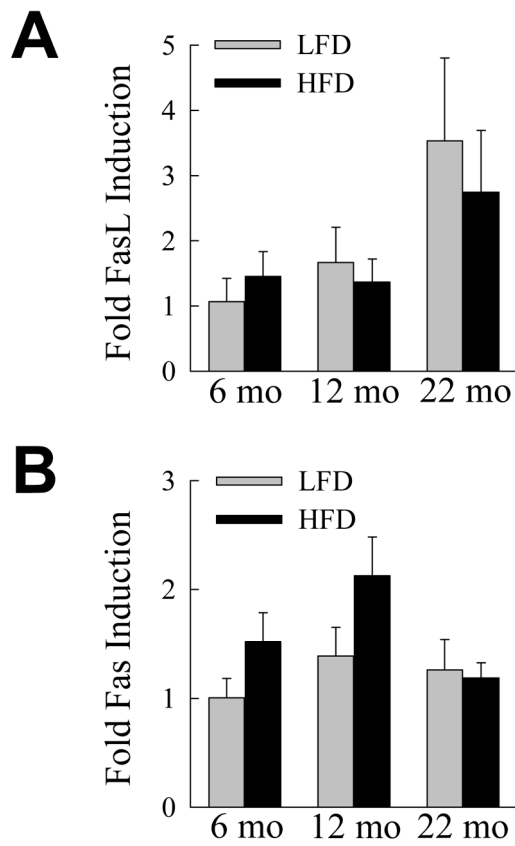 A
Fold FasL Induction
5
4
3
2
1
0
LFD
HFD
6 mo 12 mo 22 mo
B
Fold Fas Induction
3
2
1
0
LFD
HFD
6 mo 12 mo 22 mo